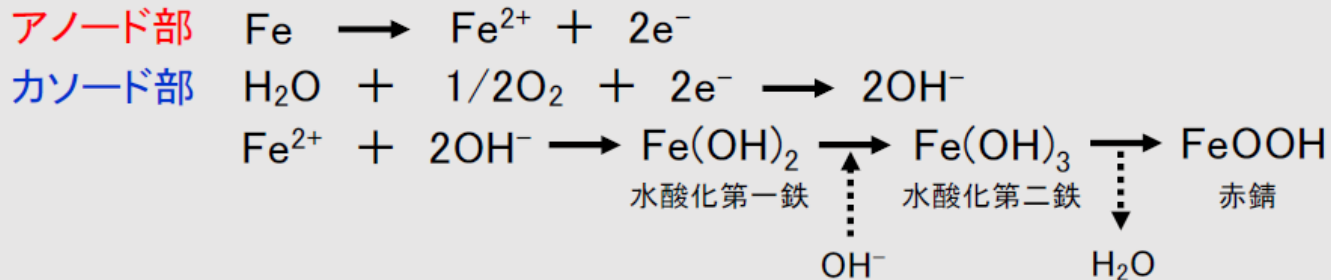 アノード部 Fe → Fe²⁺ + 2e⁻
カソード部 H₂O + 1/2O₂ + 2e⁻ → 2OH⁻
Fe²⁺ + 2OH⁻ → Fe(OH)₂ → Fe(OH)₃ → FeOOH
水酸化第一鉄 水酸化第二鉄 赤錆
OH⁻ H₂O